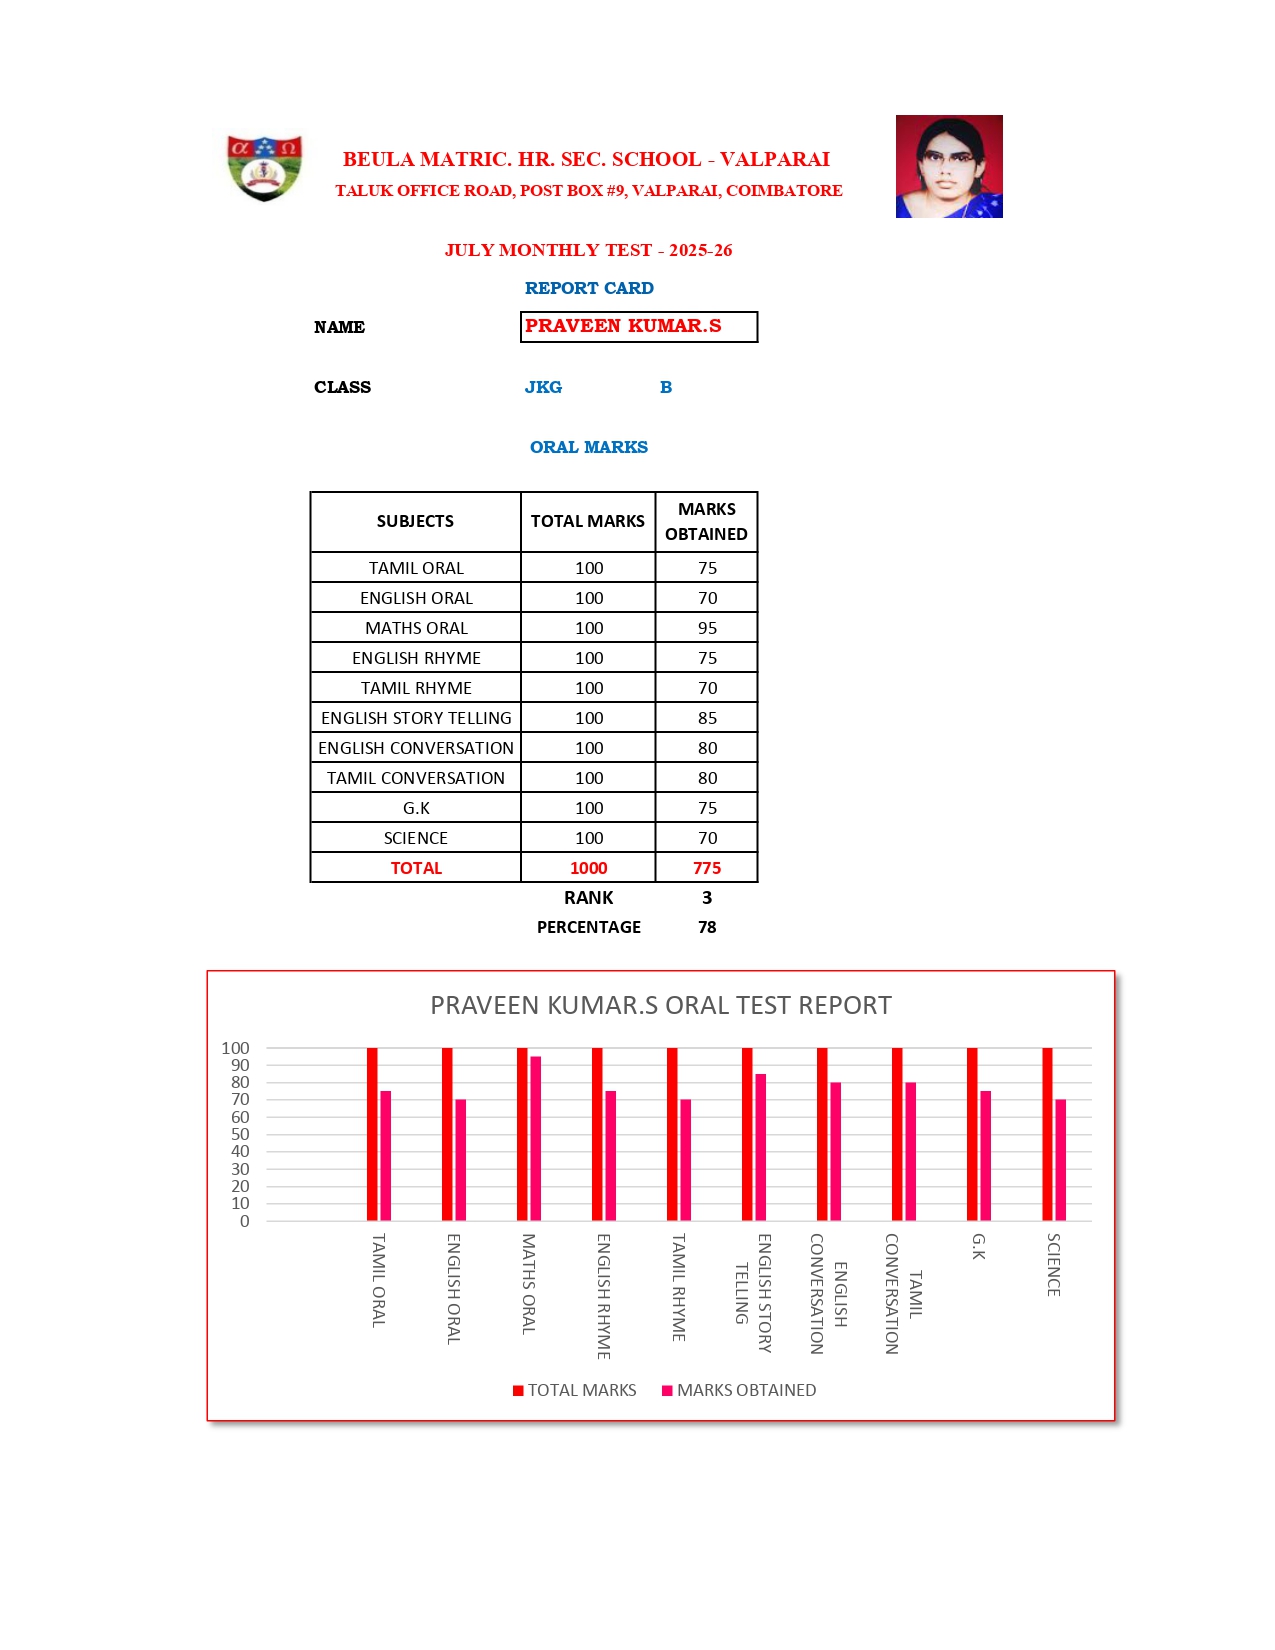 α Ω
BEULA MATRIC. HR. SEC. SCHOOL - VALPARAI
TALUK OFFICE ROAD, POST BOX #9, VALPARAI, COIMBATORE
JULY MONTHLY TEST - 2025-26
REPORT CARD
NAME PRAVEEN KUMAR.S
CLASS JKG B
ORAL MARKS
SUBJECTS TOTAL MARKS MARKS OBTAINED
TAMIL ORAL 100 75
ENGLISH ORAL 100 70
MATHS ORAL 100 95
ENGLISH RHYME 100 75
TAMIL RHYME 100 70
ENGLISH STORY TELLING 100 85
ENGLISH CONVERSATION 100 80
TAMIL CONVERSATION 100 80
G.K 100 75
SCIENCE 100 70
TOTAL 1000 775
RANK 3
PERCENTAGE 78
PRAVEEN KUMAR.S ORAL TEST REPORT
100
90
80
70
60
50
40
30
20
10
0
TAMIL ORAL
ENGLISH ORAL
MATHS ORAL
ENGLISH RHYME
TAMIL RHYME
ENGLISH STORY
TELLING
ENGLISH
CONVERSATION
TAMIL
CONVERSATION
G.K
SCIENCE
TOTAL MARKS MARKS OBTAINED